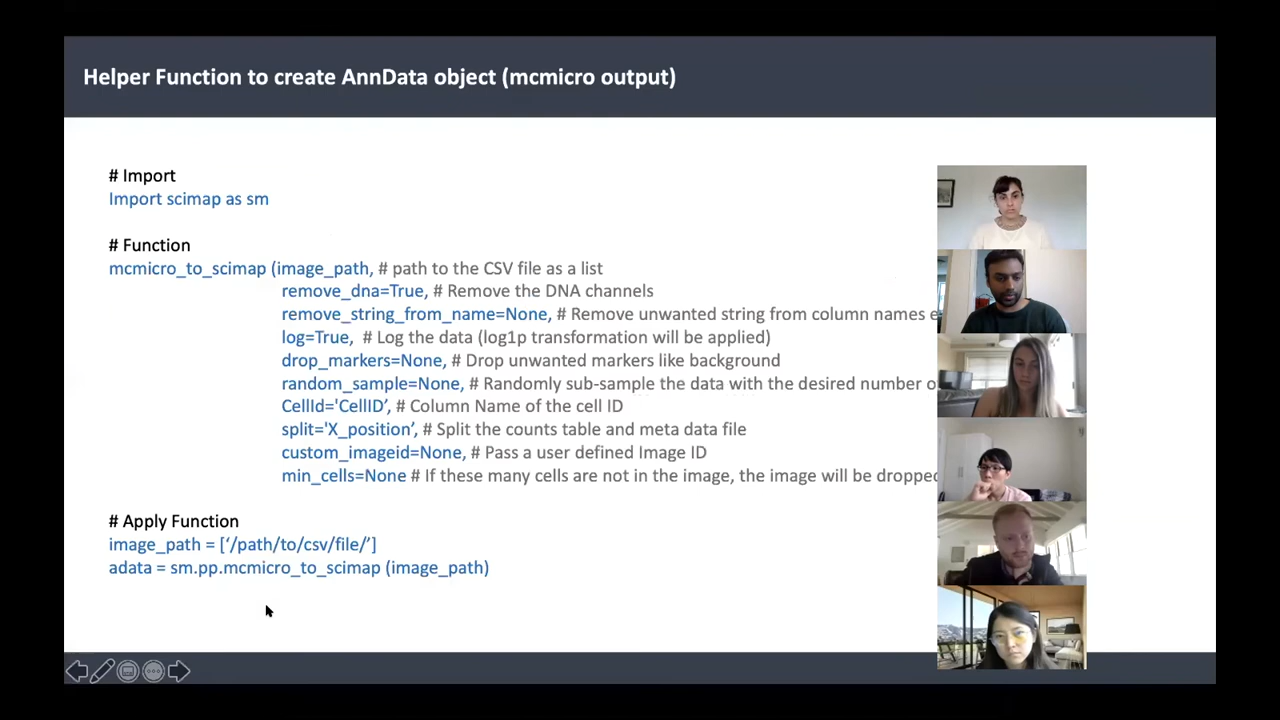 Helper Function to create AnnData object (mcmicro output)
# Import
Import scimap as sm
# Function
mcmicro_to_scimap (image_path, # path to the CSV file as a list
remove_dna=True, # Remove the DNA channels
remove_string_from_name=None, # Remove unwanted string from column names
log=True, # Log the data (log1p transformation will be applied)
drop_markers=None, # Drop unwanted markers like background
random_sample=None, # Randomly sub-sample the data with the desired number
CellId='CellID’, # Column Name of the cell ID
split='X_position’, # Split the counts table and meta data file
custom_imageid=None, # Pass a user defined Image ID
min_cells=None # If these many cells are not in the image, the image will be dropped
# Apply Function
image_path = [‘/path/to/csv/file/’]
adata = sm.pp.mcmicro_to_scimap (image_path)